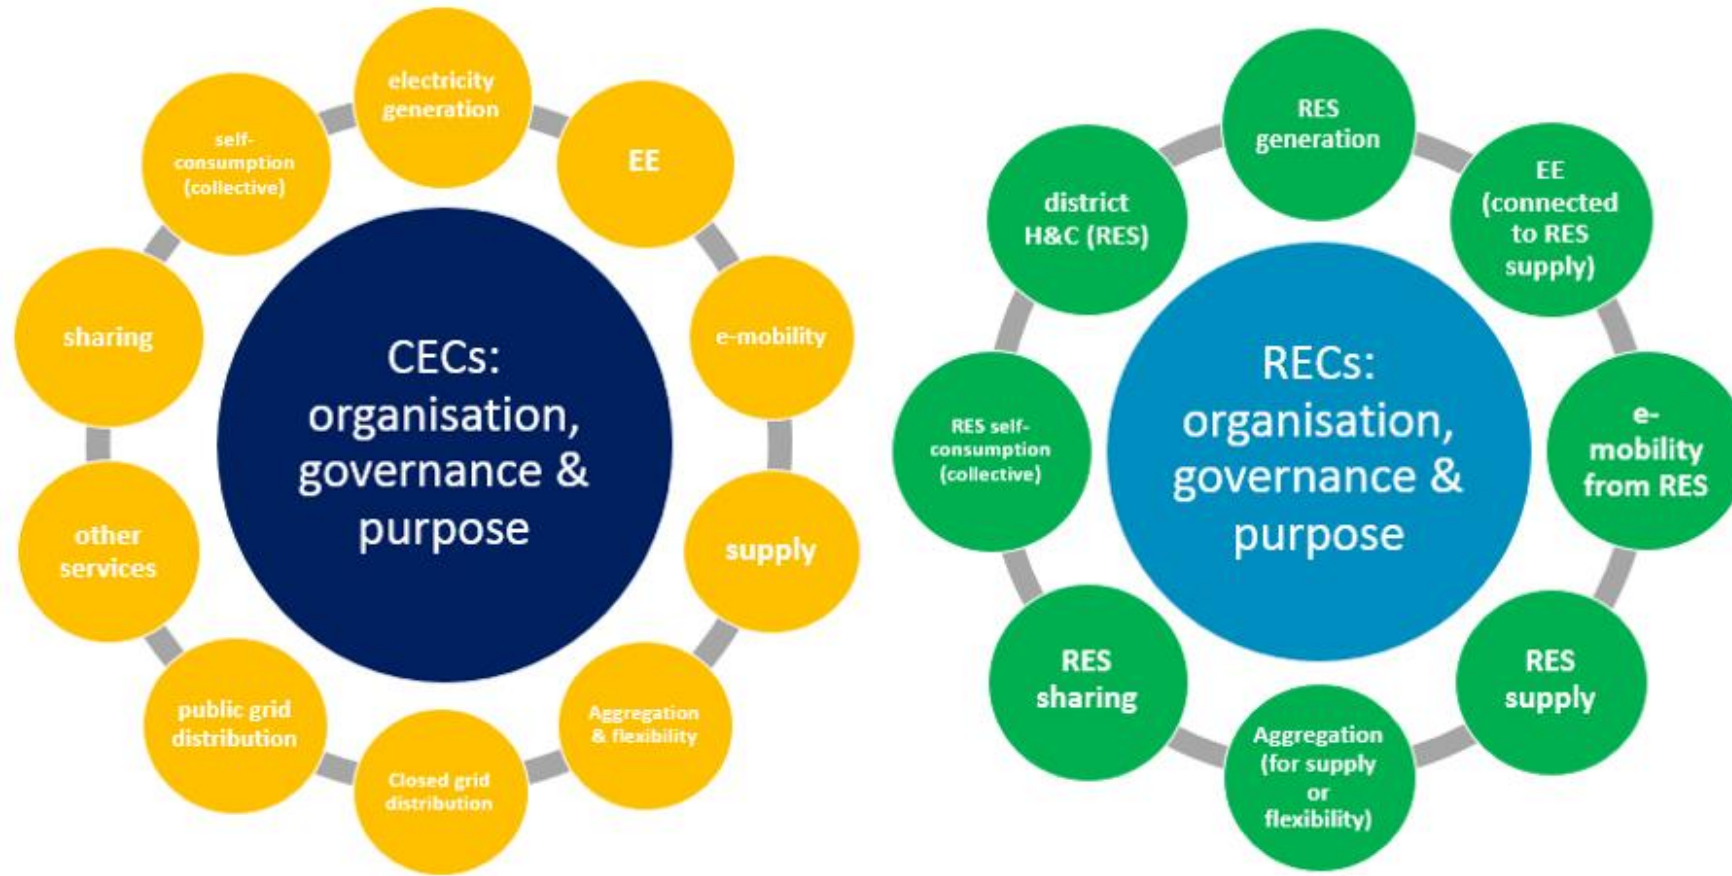 electricity
generation
EE
e-mobility
supply
Aggregation
& flexibility
Closed grid
distribution
public grid
distribution
other
services
sharing
self-
consumption
(collective)
CECs:
organisation,
governance &
purpose
RES
generation
EE
(connected
to RES
supply)
e-
mobility
from RES
RES
supply
Aggregation
(for supply
or
flexibility)
RES
sharing
RES self-
consumption
(collective)
district
H&C (RES)
RECs:
organisation,
governance &
purpose